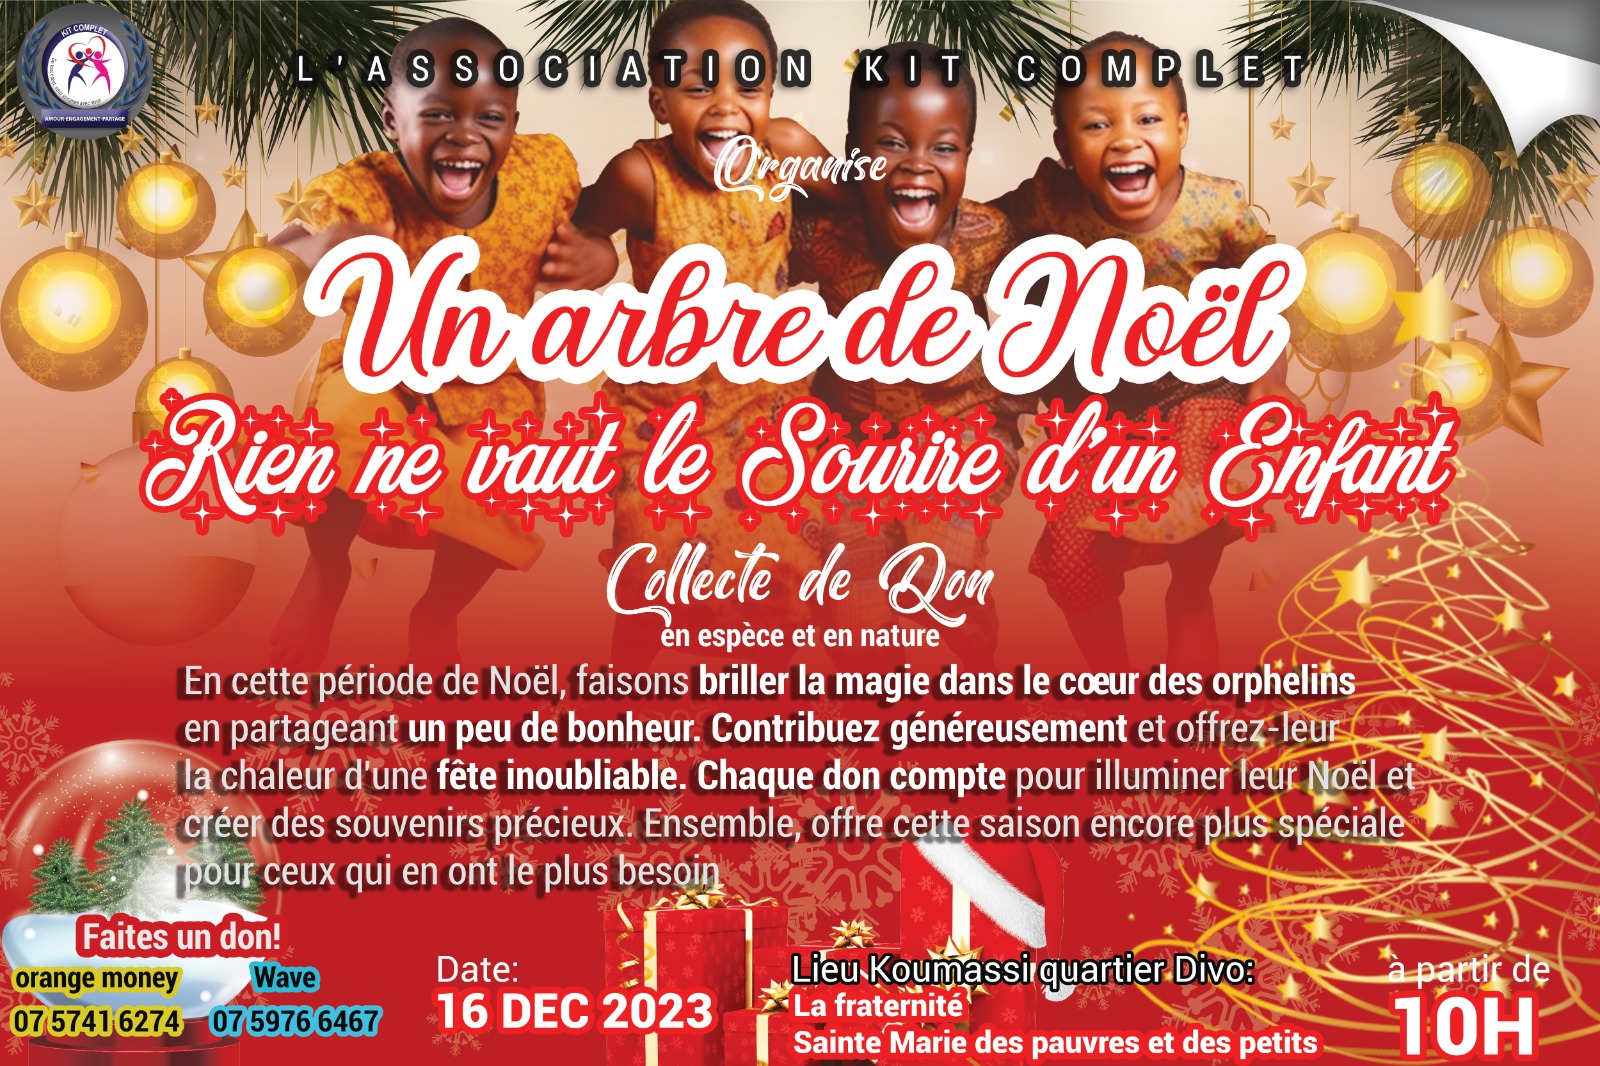 KIT COMPLET
AMOUR-ENGAGEMENT-PARTAGE
L'ASSOCIATION KIT COMPLET
Organise
Un arbre de Noël
Rien ne vaut le Sourire d'un Enfant
Collecte de Don
en espèce et en nature
En cette période de Noël, faisons briller la magie dans le cœur des orphelins
en partageant un peu de bonheur. Contribuez généreusement et offrez-leur
la chaleur d'une fête inoubliable. Chaque don compte pour illuminer leur Noël et
créer des souvenirs précieux. Ensemble, offre cette saison encore plus spéciale
pour ceux qui en ont le plus besoin
Faites un don!
orange money Wave
07 5741 6274 07 5976 6467
Date:
16 DEC 2023
Lieu Koumassi quartier Divo:
La fraternité
Sainte Marie des pauvres et des petits
à partir de
10H